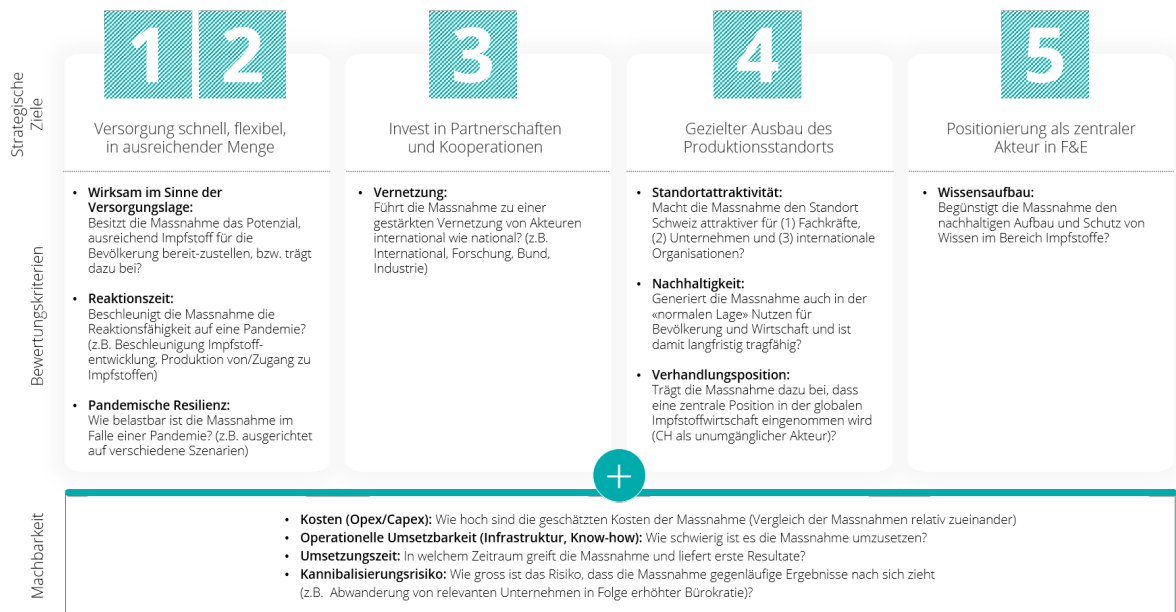 1
2
3
4
5
Strategische
Ziele
Versorgung schnell, flexibel,
in ausreichender Menge
Invest in Partnerschaften
und Kooperationen
Gezielter Ausbau des
Produktionsstandorts
Positionierung als zentraler
Akteur in F&E
Bewertungskriterien
• Wirksam im Sinne der
Versorgungslage:
Besitzt die Massnahme das Potenzial,
ausreichend Impfstoff für die
Bevölkerung bereit-zustellen, bzw. trägt
dazu bei?
• Reaktionszeit:
Beschleunigt die Massnahme die
Reaktionsfähigkeit auf eine Pandemie?
(z.B. Beschleunigung Impfstoff-
entwicklung, Produktion von/Zugang zu
Impfstoffen)
• Pandemische Resilienz:
Wie belastbar ist die Massnahme im
Falle einer Pandemie? (z.B. ausgerichtet
auf verschiedene Szenarien)
• Vernetzung:
Führt die Massnahme zu einer
gestärkten Vernetzung von Akteuren
international wie national? (z.B.
International, Forschung, Bund,
Industrie)
• Standortattraktivität:
Macht die Massnahme den Standort
Schweiz attraktiver für (1) Fachkräfte,
(2) Unternehmen und (3) internationale
Organisationen?
• Nachhaltigkeit:
Generiert die Massnahme auch in der
«normalen Lage» Nutzen für
Bevölkerung und Wirtschaft und ist
damit langfristig tragfähig?
• Verhandlungsposition:
Trägt die Massnahme dazu bei, dass
eine zentrale Position in der globalen
Impfstoffwirtschaft eingenommen wird
(CH als unumgänglicher Akteur)?
• Wissensaufbau:
Begünstigt die Massnahme den
nachhaltigen Aufbau und Schutz von
Wissen im Bereich Impfstoffe?
+
Machbarkeit
• Kosten (Opex/Capex): Wie hoch sind die geschätzten Kosten der Massnahme (Vergleich der Massnahmen relativ zueinander)
• Operationelle Umsetzbarkeit (Infrastruktur, Know-how): Wie schwierig ist es die Massnahme umzusetzen?
• Umsetzungszeit: In welchem Zeitraum greift die Massnahme und liefert erste Resultate?
• Kannibalisierungsrisiko: Wie gross ist das Risiko, dass die Massnahme gegenläufige Ergebnisse nach sich zieht
(z.B. Abwanderung von relevanten Unternehmen in Folge erhöhter Bürokratie)?